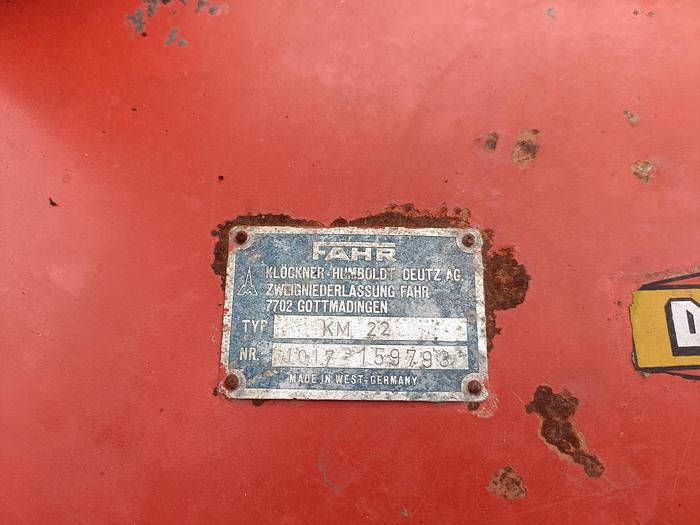 FAHR
KLÖCKNER-HUMBOLDT-DEUTZ AG
ZWEIGNIEDERLASSUNG FAHR
7702 GOTTMADINGEN
TYP KM 22
NR.
MADE IN WEST-GERMANY
D